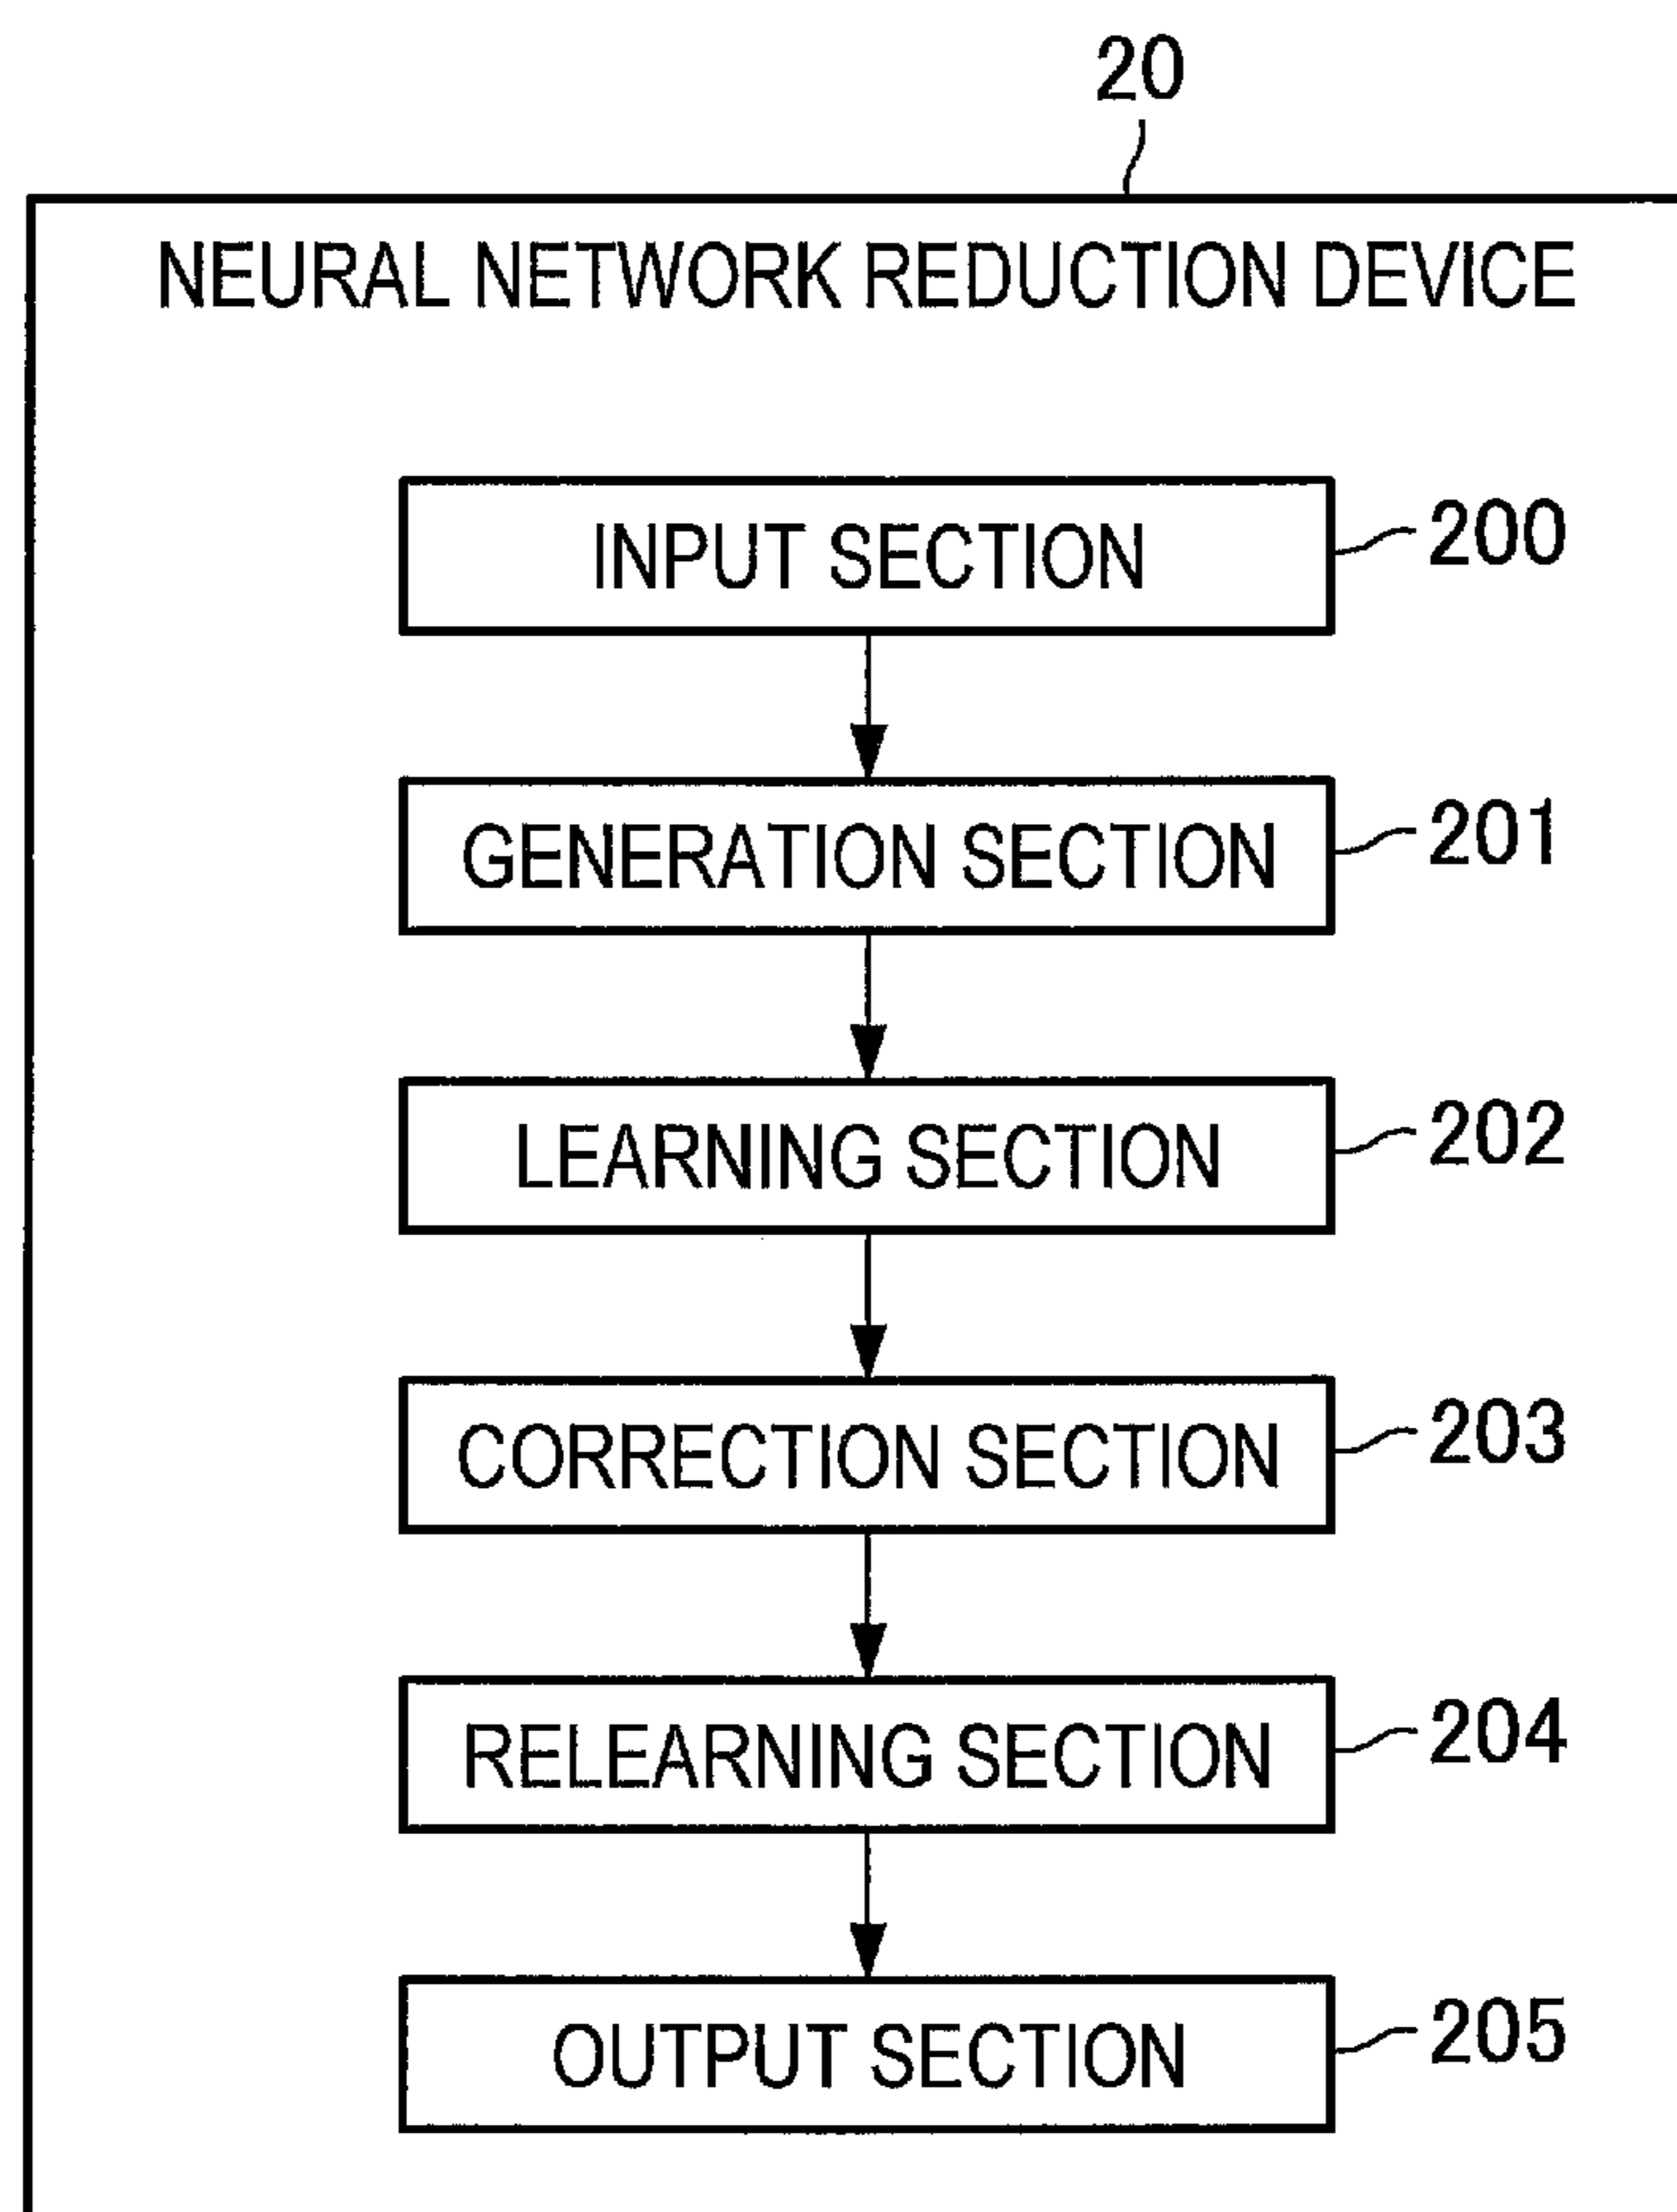 20
NEURAL NETWORK REDUCTION DEVICE
INPUT SECTION 200
GENERATION SECTION 201
LEARNING SECTION 202
CORRECTION SECTION 203
RELEARNING SECTION 204
OUTPUT SECTION 205